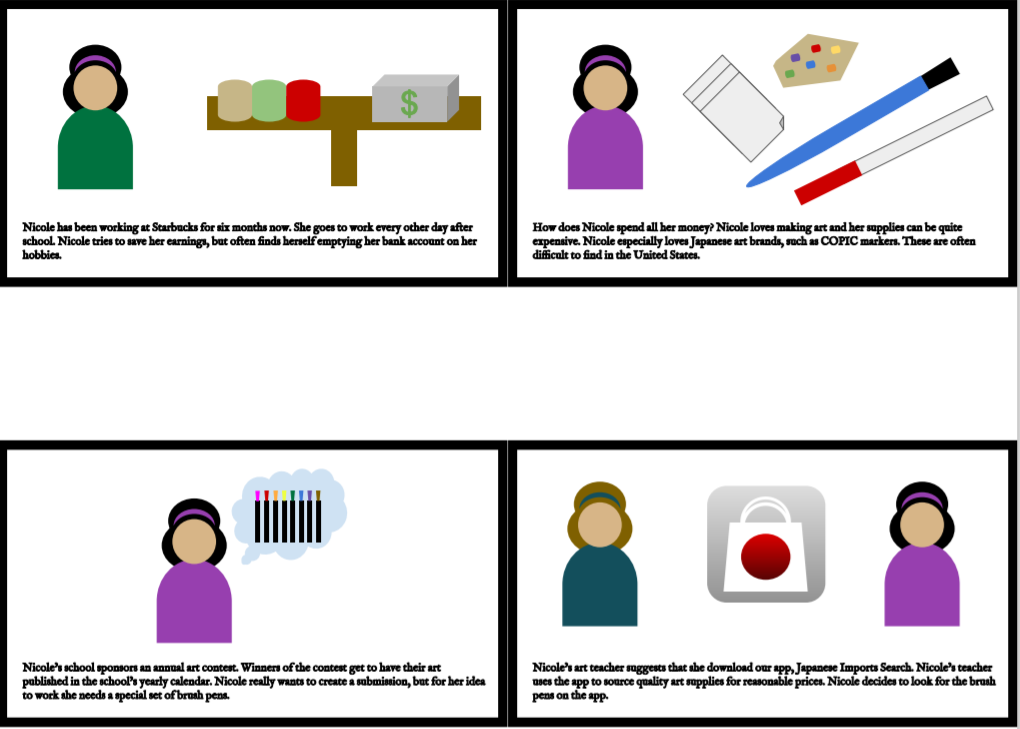 $
Nicole has been working at Starbucks for six months now. She goes to work every other day after
school. Nicole tries to save her earnings, but often finds herself emptying her bank account on her
hobbies.
How does Nicole spend all her money? Nicole loves making art and her supplies can be quite
expensive. Nicole especially loves Japanese art brands, such as COPIC markers. These are often
difficult to find in the United States.
Nicole's school sponsors an annual art contest. Winners of the contest get to have their art
published in the school's yearly calendar. Nicole really wants to create a submission, but for her idea
to work she needs a special set of brush pens.
Nicole's art teacher suggests that she download our app, Japanese Imports Search. Nicole's teacher
uses the app to source quality art supplies for reasonable prices. Nicole decides to look for the brush
pens on the app.